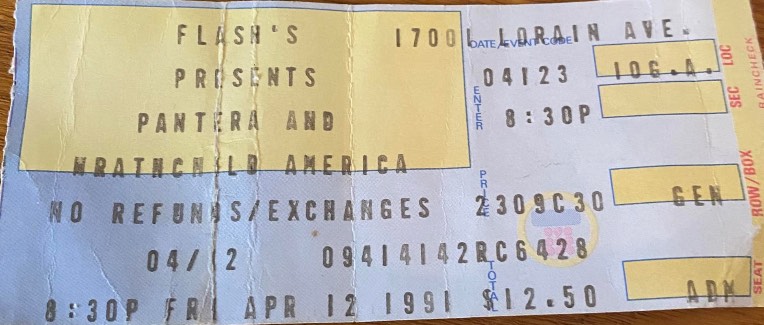 FLASH'S 17001 LORAIN AVE.
DATE/EVENT CODE
PRESENTS 04123 10G.A.
LOC
RAINCHECK
SEC
ENTER
PANTERA AND 8:30P
WRATHCHILD AMERICA
PRICE
NO REFUNDS/EXCHANGES 2309C30 GEN
ROW/BOX
04/12 09414142RC6428
TOTAL
8:30P FRI APR 12 1991 $12.50 ADM
SEAT